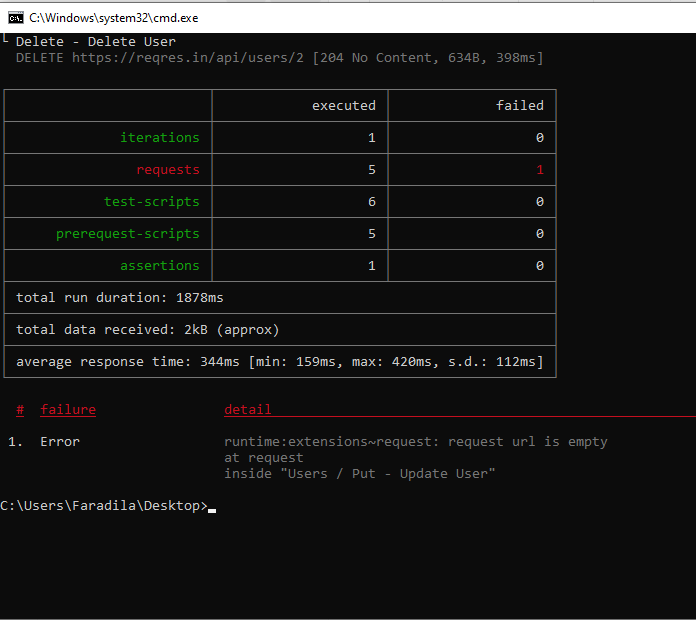 C:\Windows\system32\cmd.exe
└ Delete - Delete User
DELETE https://reqres.in/api/users/2 [204 No Content, 634B, 398ms]
executed failed
iterations 1 0
requests 5 1
test-scripts 6 0
prerequest-scripts 5 0
assertions 1 0
total run duration: 1878ms
total data received: 2kB (approx)
average response time: 344ms [min: 159ms, max: 420ms, s.d.: 112ms]
# failure detail
1. Error runtime:extensions~request: request url is empty
at request
inside "Users / Put - Update User"
C:\Users\Faradila\Desktop>